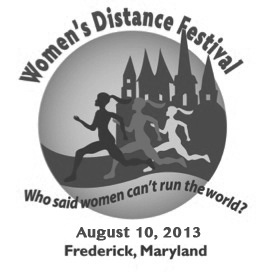 Women's Distance Festival
Who said women can't run the world?
August 10, 2013
Frederick, Maryland